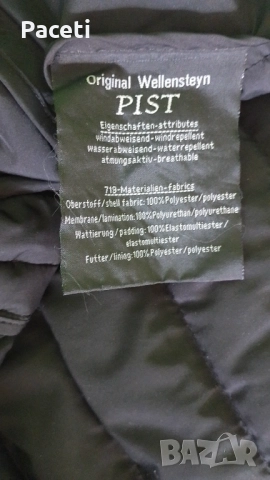 Paceti
Original Wellensteyn
PIST
Eigenschaften-attributes
windabweisend-windrepellent
wasserabweisend-waterrepellent
atmungsaktiv-breathable
719-Materialien-fabrics
Oberstoff/shell fabric:100%Polyester/polyester
Membrane/lamination:100%Polyurethan/polyurethane
Wattierung/padding:100%Elastomultiester/
elastomultiester
Futter/lining:100%Polyester/polyester
BAZAR